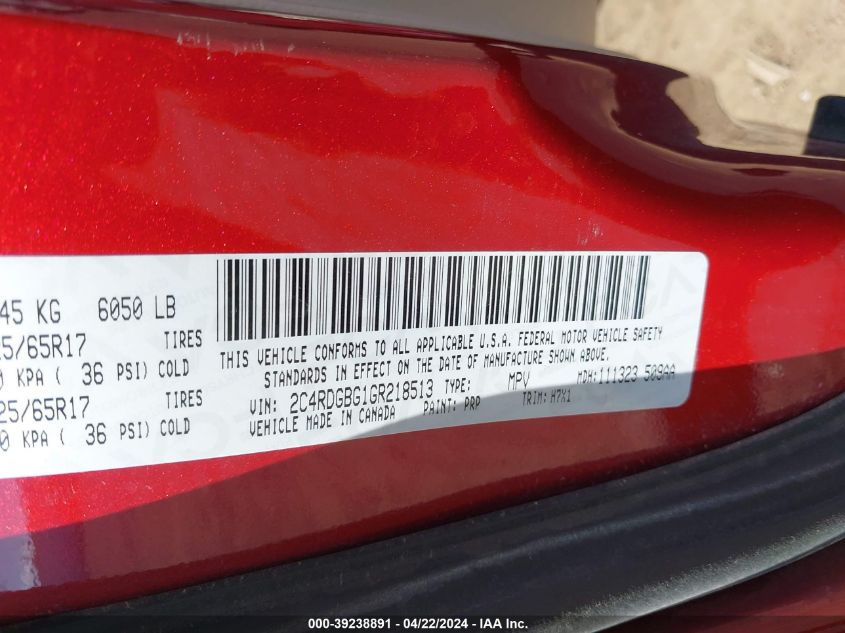 45 KG 6050 LB
5/65R17 TIRES
0 KPA ( 36 PSI) COLD
25/65R17 TIRES
0 KPA ( 36 PSI) COLD
THIS VEHICLE CONFORMS TO ALL APPLICABLE U.S.A. FEDERAL MOTOR VEHICLE SAFETY
STANDARDS IN EFFECT ON THE DATE OF MANUFACTURE SHOWN ABOVE.
VIN: 2C4RDGBG1GR218513 TYPE: MPV MDH: 111323 509AA
VEHICLE MADE IN CANADA PAINT: PRP TRIM: H7X1
000-39238891 - 04/22/2024 - IAA Inc.